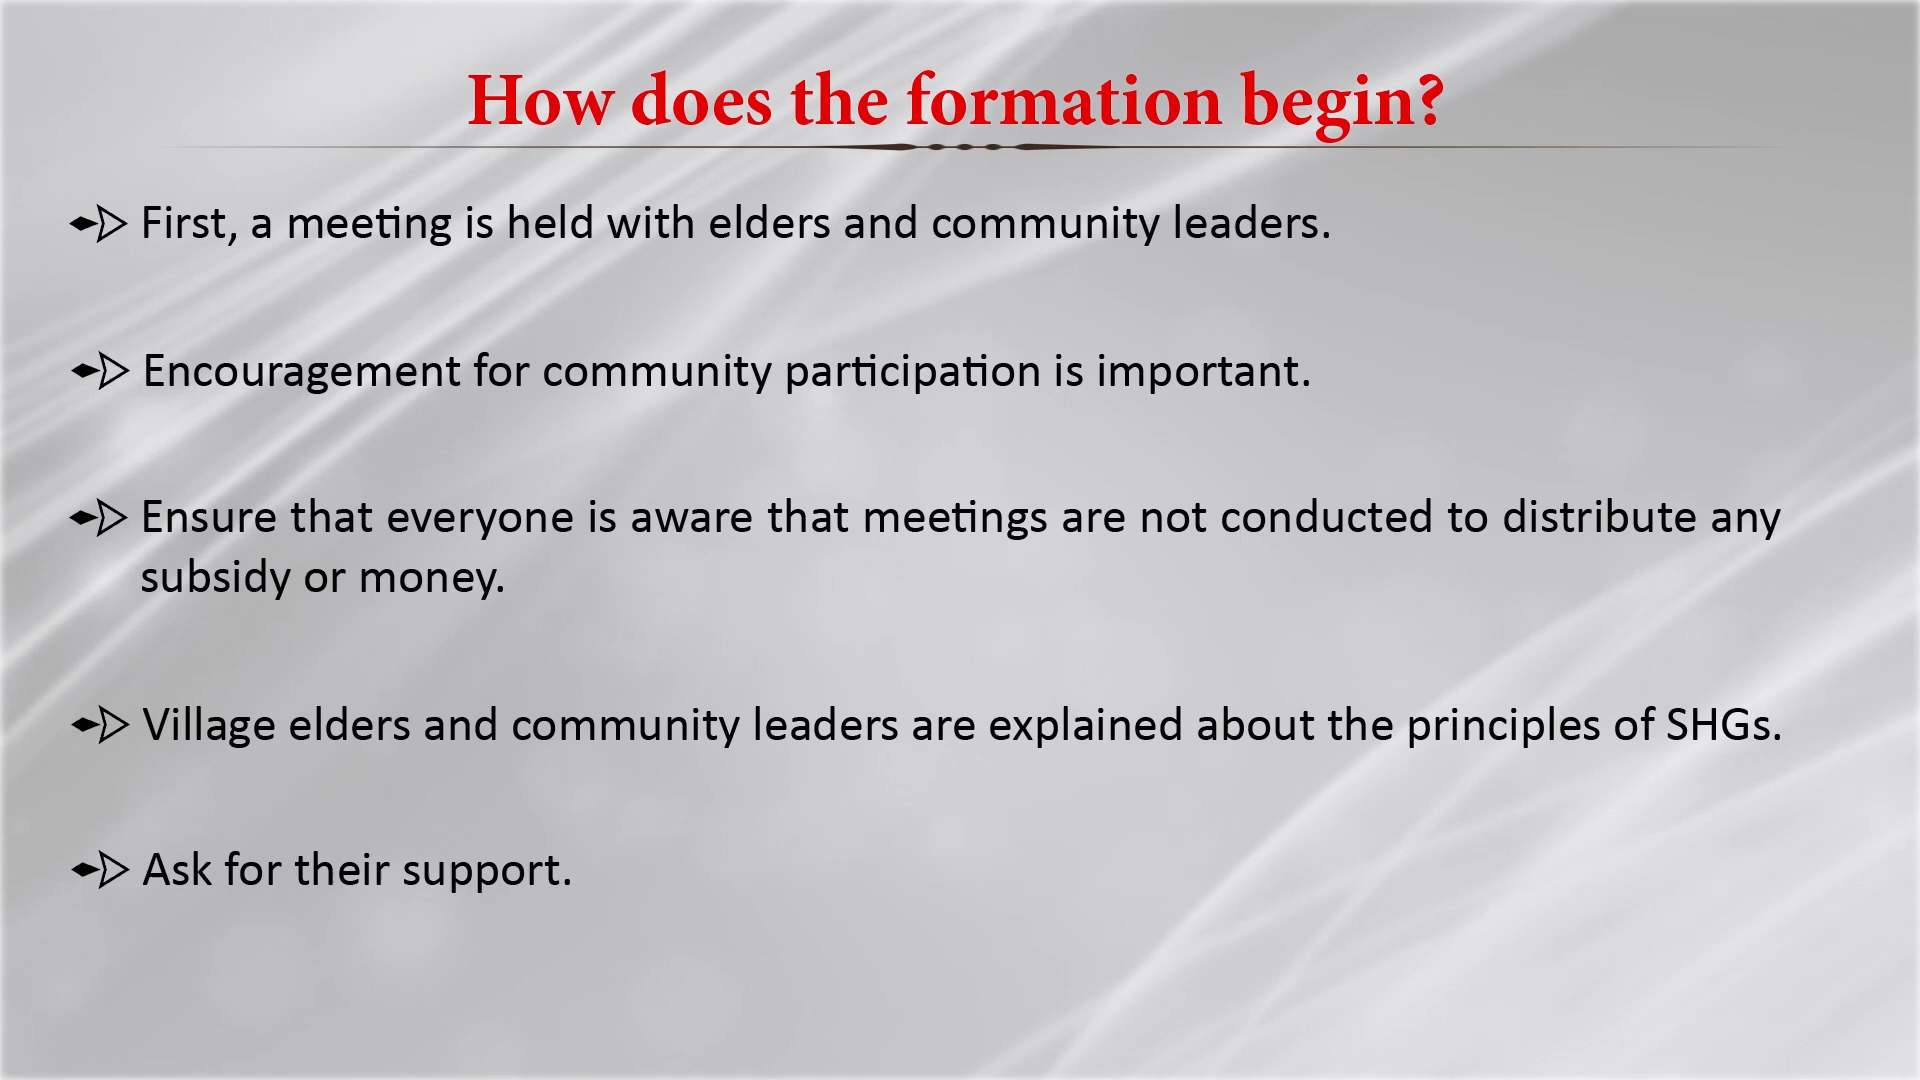 How does the formation begin?
First, a meeting is held with elders and community leaders.
Encouragement for community participation is important.
Ensure that everyone is aware that meetings are not conducted to distribute any
subsidy or money.
Village elders and community leaders are explained about the principles of SHGs.
Ask for their support.